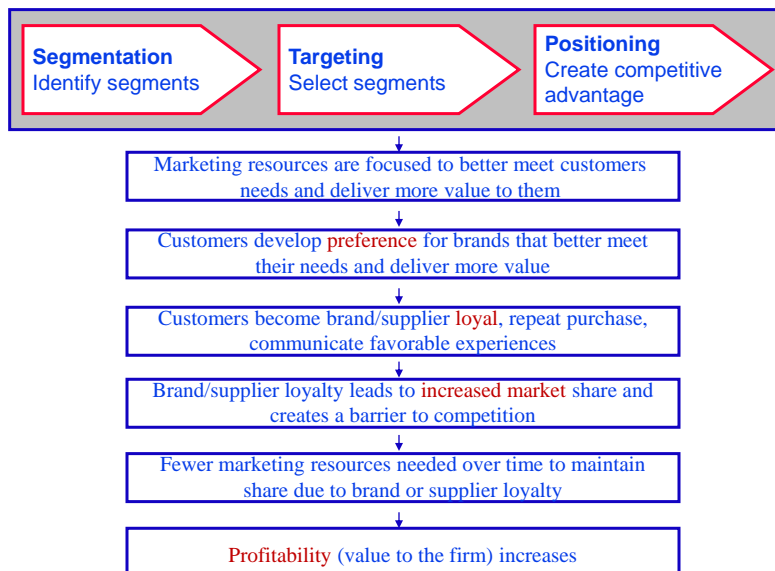 Segmentation
Identify segments
Targeting
Select segments
Positioning
Create competitive
advantage
Marketing resources are focused to better meet customers
needs and deliver more value to them
Customers develop preference for brands that better meet
their needs and deliver more value
Customers become brand/supplier loyal, repeat purchase,
communicate favorable experiences
Brand/supplier loyalty leads to increased market share and
creates a barrier to competition
Fewer marketing resources needed over time to maintain
share due to brand or supplier loyalty
Profitability (value to the firm) increases